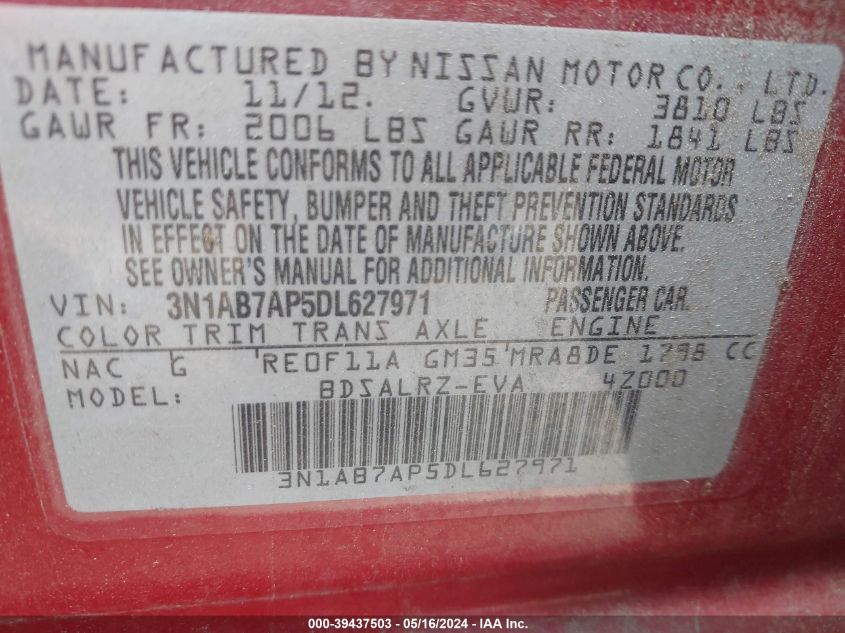 MANUFACTURED BY NISSAN MOTOR CO., LTD.
DATE: 11/12. GVWR: 3810 LBS
GAWR FR: 2006 LBS GAWR RR: 1841 LBS
THIS VEHICLE CONFORMS TO ALL APPLICABLE FEDERAL MOTOR
VEHICLE SAFETY, BUMPER AND THEFT PREVENTION STANDARDS
IN EFFECT ON THE DATE OF MANUFACTURE SHOWN ABOVE.
SEE OWNER'S MANUAL FOR ADDITIONAL INFORMATION.
VIN: 3N1AB7AP5DL627971 PASSENGER CAR.
COLOR TRIM TRANS AXLE ENGINE
NAC G 'RE0F11A GM35'MRA8DE 1798 CC
MODEL: BDSALRZ-EVA 4Z000
3N1AB7AP5DL627971
000-39437503 - 05/16/2024 - IAA Inc.